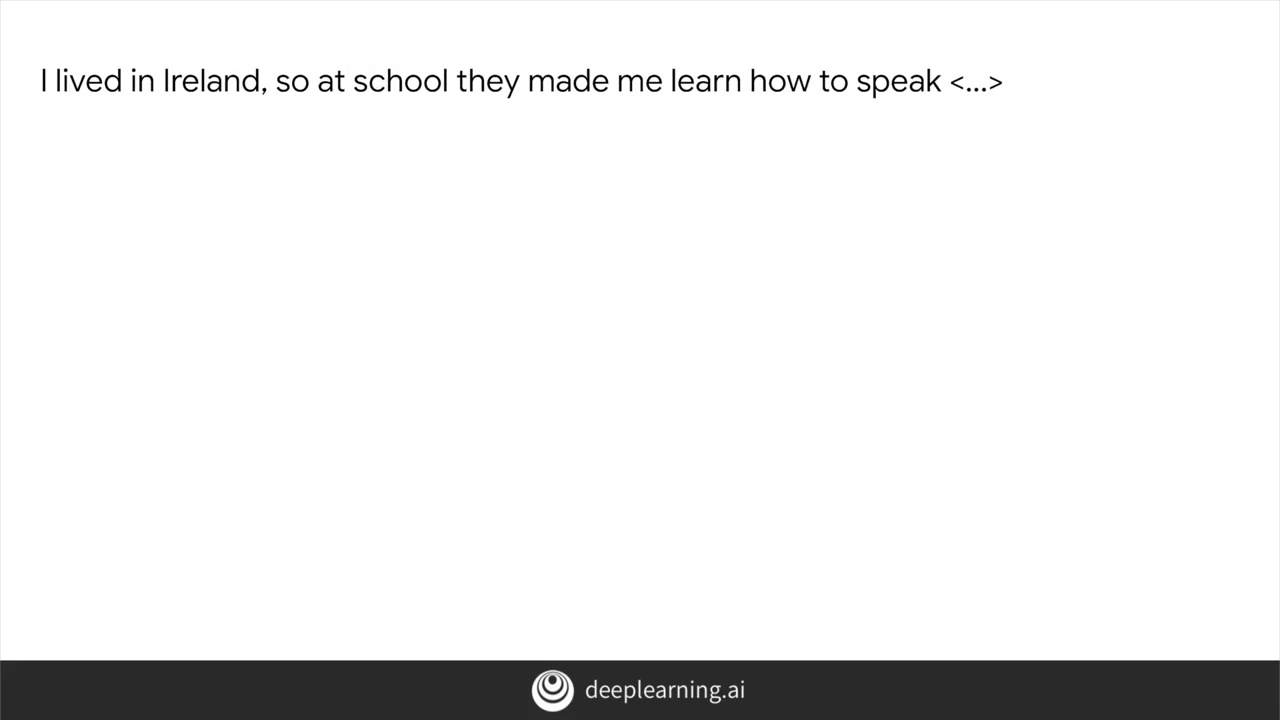 I lived in Ireland, so at school they made me learn how to speak <...>
deeplearning.ai